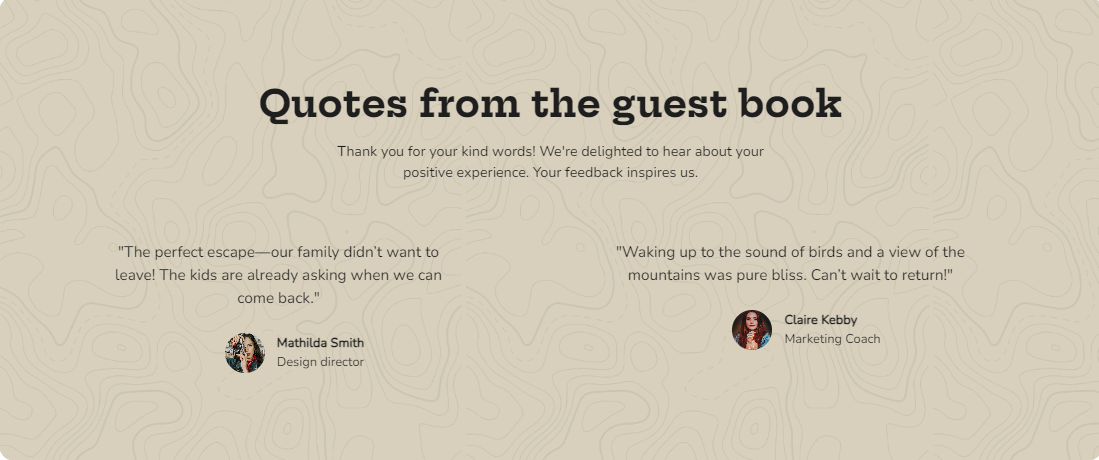 Quotes from the guest book
Thank you for your kind words! We're delighted to hear about your
positive experience. Your feedback inspires us.
"The perfect escape—our family didn’t want to
leave! The kids are already asking when we can
come back."
Mathilda Smith
Design director
"Waking up to the sound of birds and a view of the
mountains was pure bliss. Can’t wait to return!"
Claire Kebby
Marketing Coach